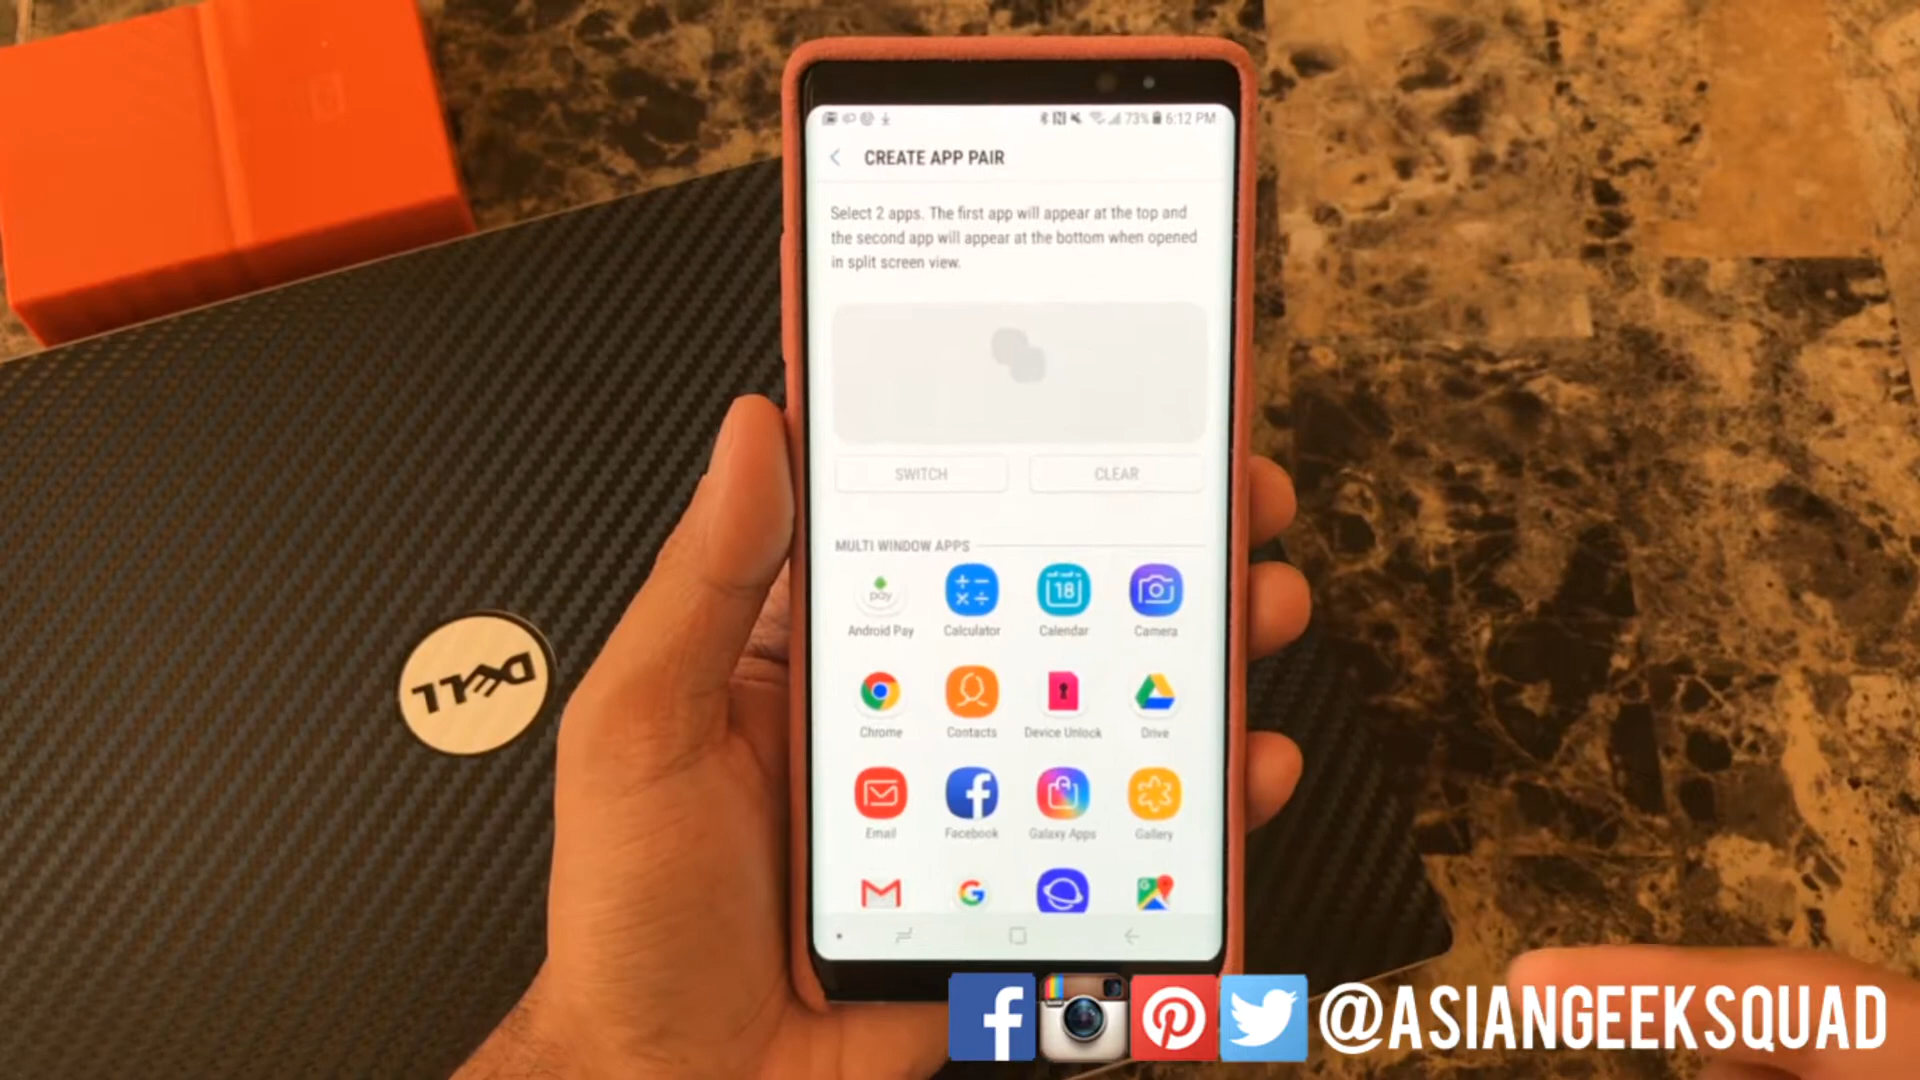 73% 6:12 PM
CREATE APP PAIR
Select 2 apps. The first app will appear at the top and
the second app will appear at the bottom when opened
in split screen view.
SWITCH CLEAR
MULTI WINDOW APPS
pay 18
Android Pay Calculator Calendar Camera
Chrome Contacts Device Unlock Drive
Email Facebook Galaxy Apps Gallery
DELL
@ASIANGEEKSQUAD